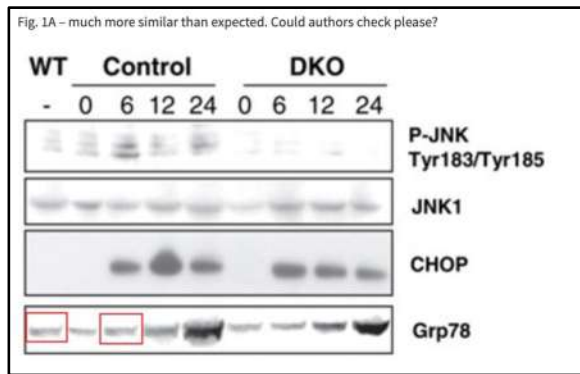 Fig. 1A – much more similar than expected. Could authors check please?
WT Control DKO
- 0 6 12 24 0 6 12 24
P-JNK
Tyr183/Tyr185
JNK1
CHOP
Grp78